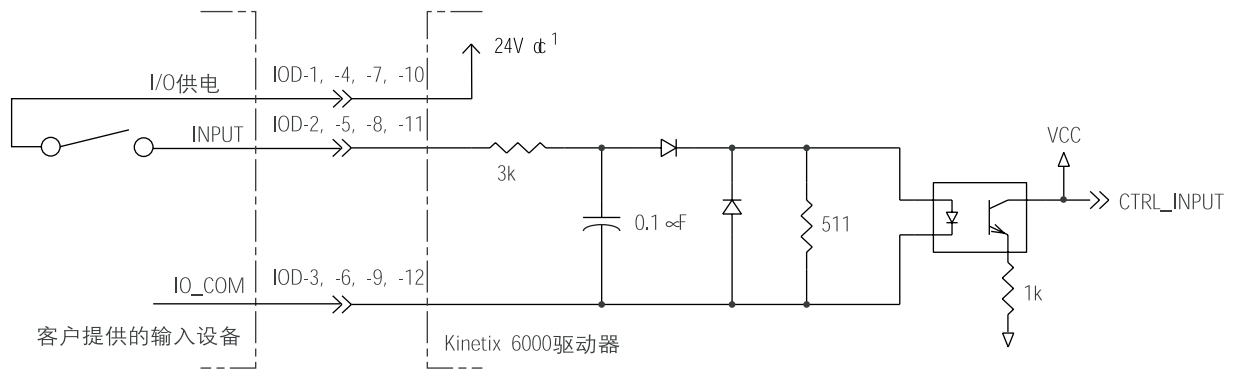 24V dc 1
I/O供电
IOD-1, -4, -7, -10
INPUT
IOD-2, -5, -8, -11
3k
0.1 ∝F
511
VCC
CTRL_INPUT
1k
IO_COM
IOD-3, -6, -9, -12
客户提供的输入设备
Kinetix 6000驱动器